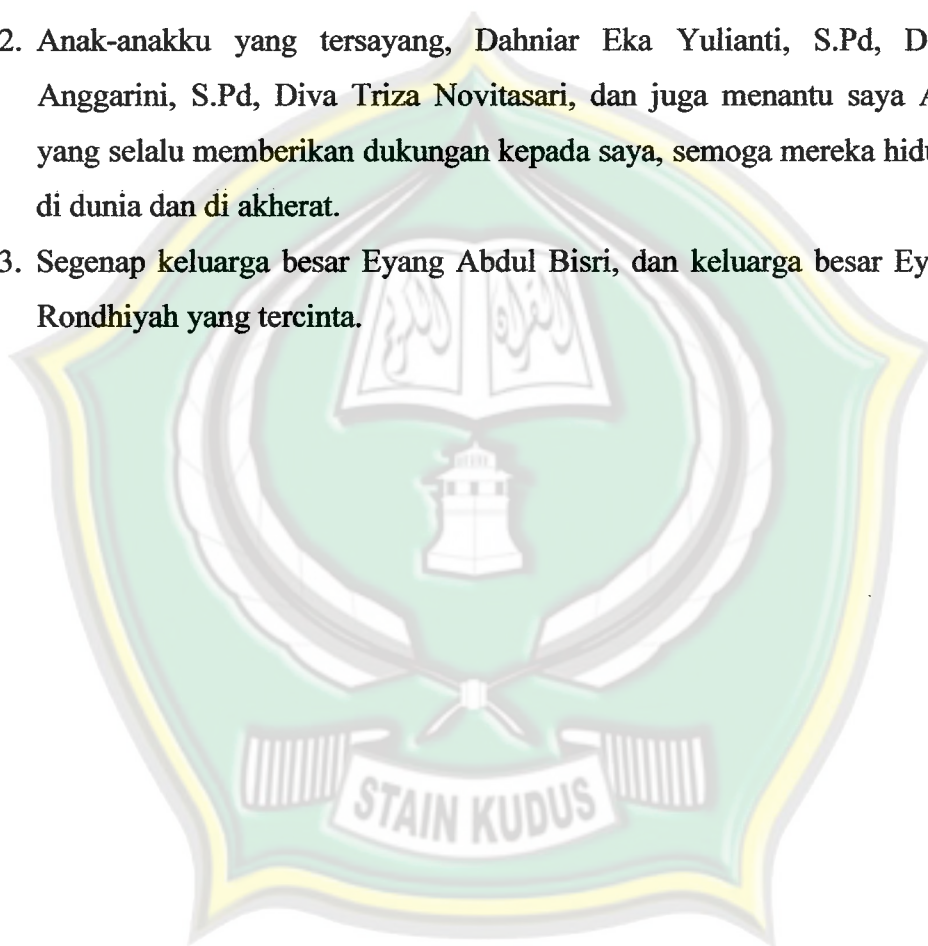 2. Anak-anakku yang tersayang, Dahniar Eka Yulianti, S.Pd,
Anggarini, S.Pd, Diva Triza Novitasari, dan juga menantu saya
yang selalu memberikan dukungan kepada saya, semoga mereka
di dunia dan di akherat.
3. Segenap keluarga besar Eyang Abdul Bisri, dan keluarga besar
Rondhiyah yang tercinta.
STAIN KUDUS